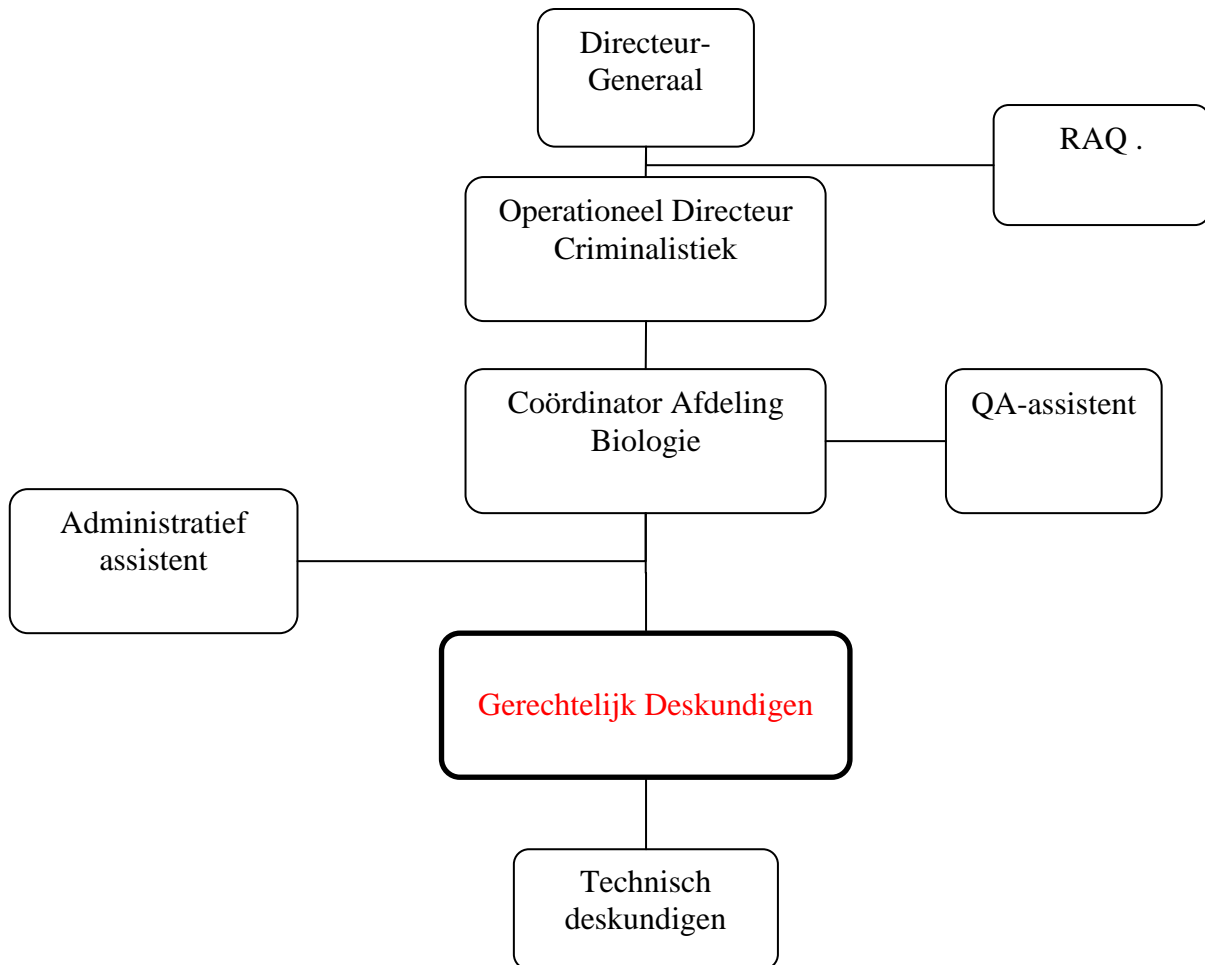 Directeur-
Generaal
RAQ .
Operationeel Directeur
Criminalistiek
Coördinator Afdeling
Biologie
QA-assistent
Administratief
assistent
Gerechtelijk Deskundigen
Technisch
deskundigen